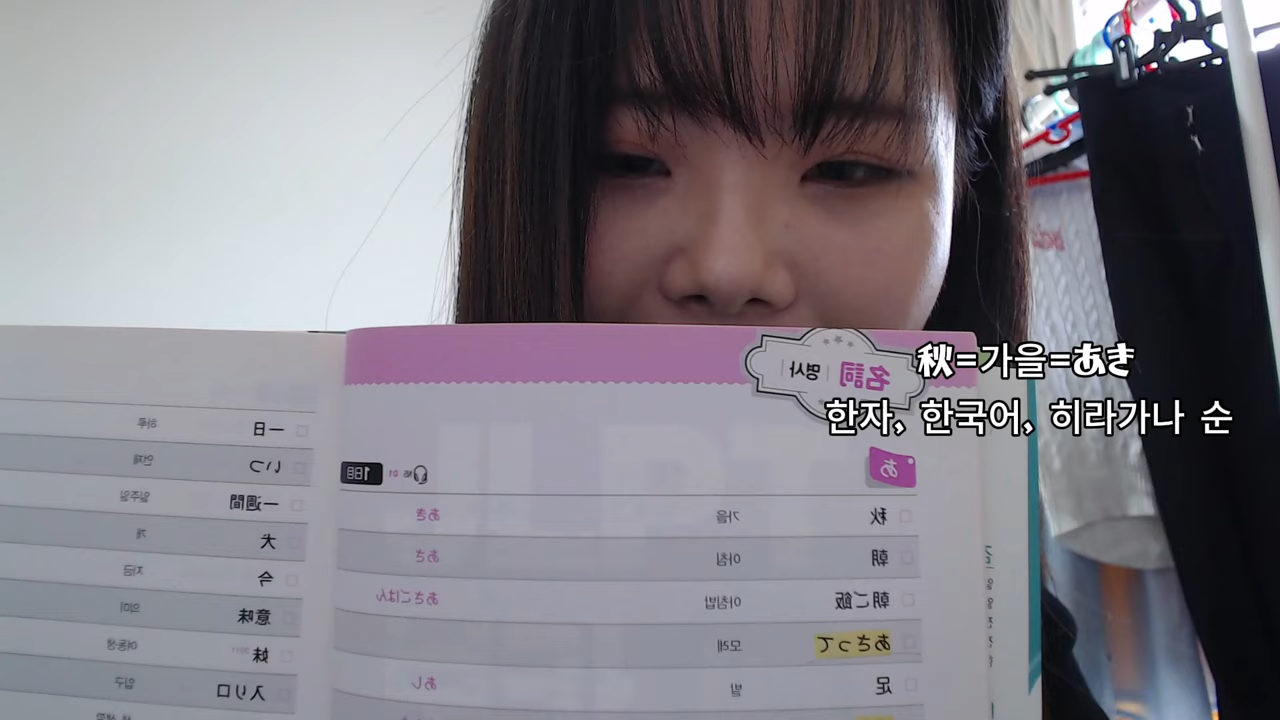 秋=가을=あき
한자, 한국어, 히라가나 순
名詞 명사
あ
N5 01 1日目
秋 가을 あき
朝 아침 あさ
朝ご飯 아침밥 あさごはん
あさって 모레
足 발 あし
一日 하루
いつ 언제
一週間 일주일
犬 개
今 지금
意味 의미
妹 여동생
入り口 입구